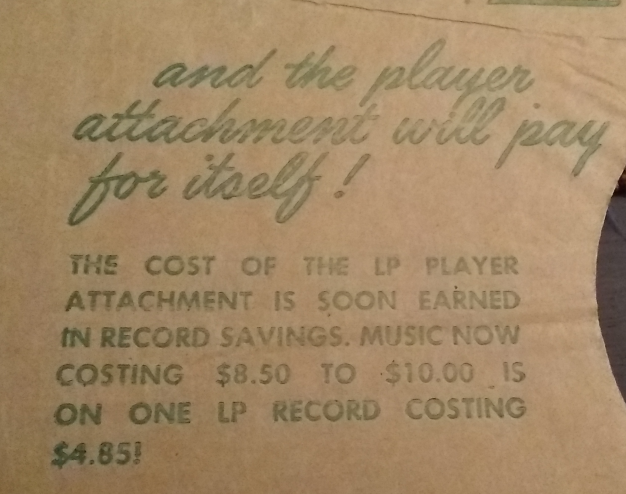 and the player
attachment will pay
for itself!
THE COST OF THE LP PLAYER
ATTACHMENT IS SOON EARNED
IN RECORD SAVINGS. MUSIC NOW
COSTING $8.50 TO $10.00 IS
ON ONE LP RECORD COSTING
$4.85!